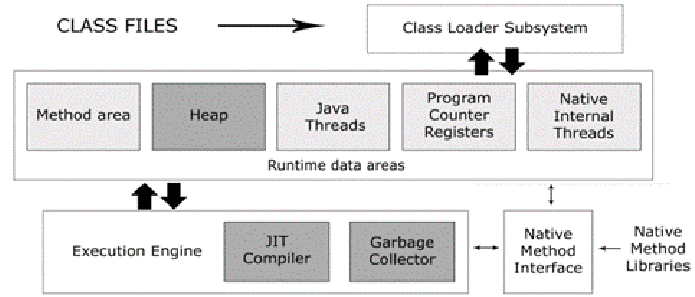 CLASS FILES
Class Loader Subsystem
Method area
Heap
Java
Threads
Program
Counter
Registers
Native
Internal
Threads
Runtime data areas
Execution Engine
JIT
Compiler
Garbage
Collector
Native
Method
Interface
Native
Method
Libraries